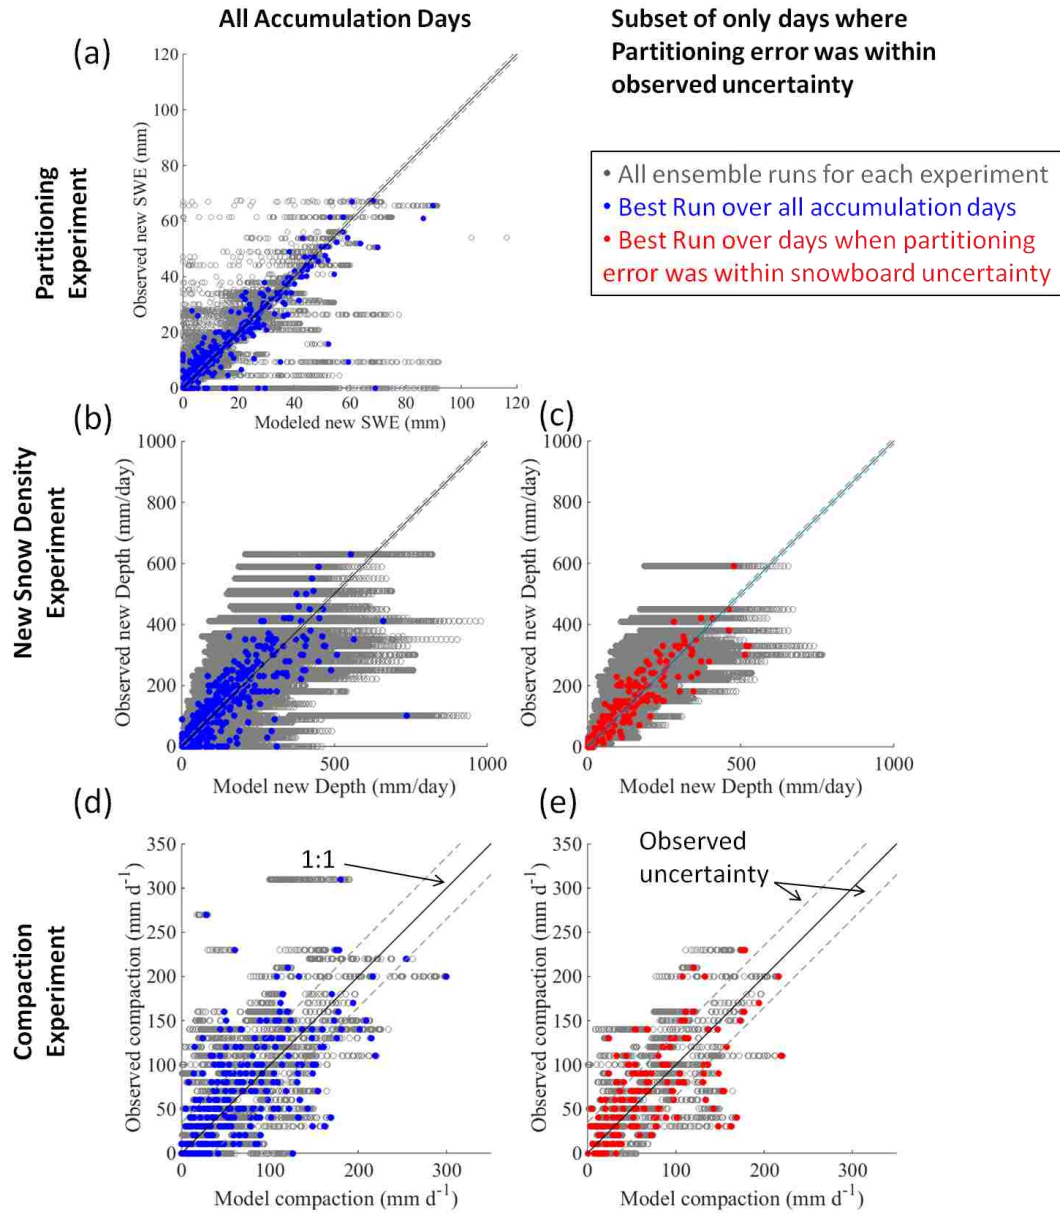 All Accumulation Days
Subset of only days where
Partitioning error was within
observed uncertainty
(a)
Partitioning
Experiment
Observed new SWE (mm)
120
100
80
60
40
20
0
0 20 40 60 80 100 120
Modeled new SWE (mm)
• All ensemble runs for each experiment
• Best Run over all accumulation days
• Best Run over days when partitioning
error was within snowboard uncertainty
New Snow Density
Experiment
(b)
Observed new Depth (mm/day)
1000
800
600
400
200
0
0 500 1000
Model new Depth (mm/day)
(c)
Observed new Depth (mm/day)
1000
800
600
400
200
0
0 500 1000
Model new Depth (mm/day)
Compaction
Experiment
(d)
Observed compaction (mm d⁻¹)
350
300
250
200
150
100
50
0
0 100 200 300
Model compaction (mm d⁻¹)
1:1
(e)
Observed compaction (mm d⁻¹)
350
300
250
200
150
100
50
0
0 100 200 300
Model compaction (mm d⁻¹)
Observed
uncertainty